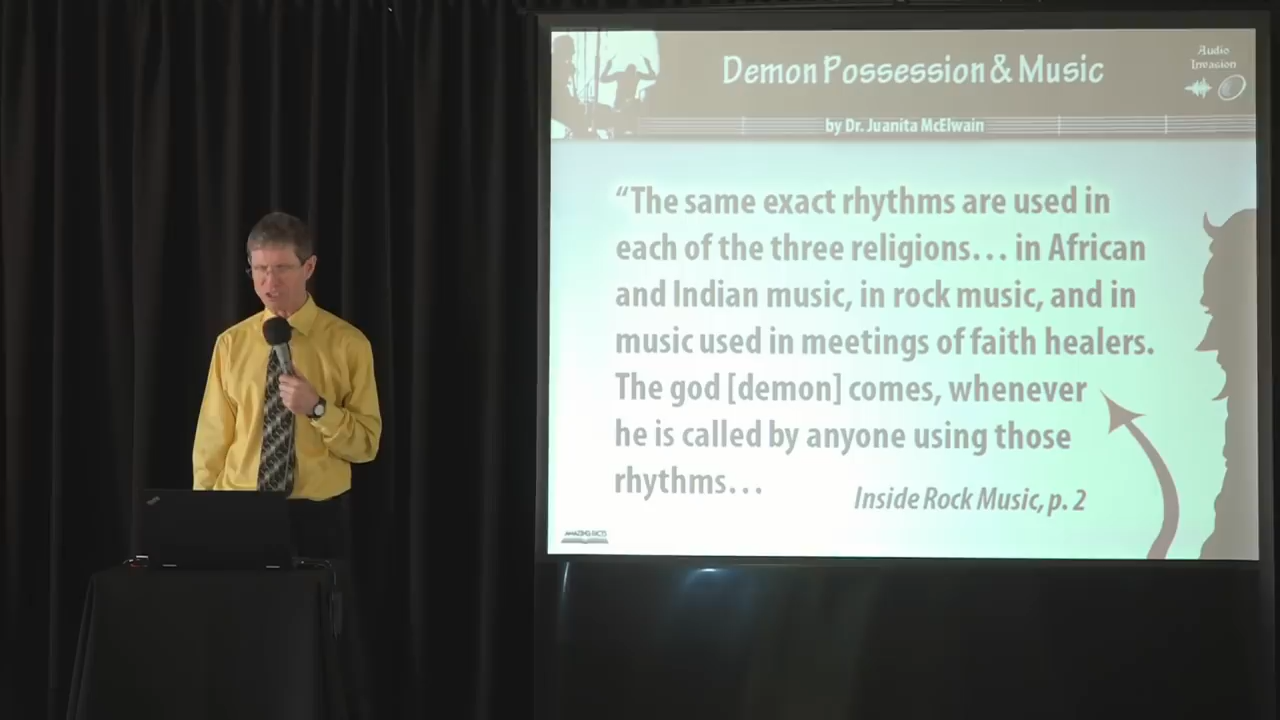 Demon Possession & Music
Audio
Invasion
by Dr. Juanita McElwain
“The same exact rhythms are used in
each of the three religions… in African
and Indian music, in rock music, and in
music used in meetings of faith healers.
The god [demon] comes, whenever
he is called by anyone using those
rhythms…
Inside Rock Music, p. 2
AMAZING FACTS